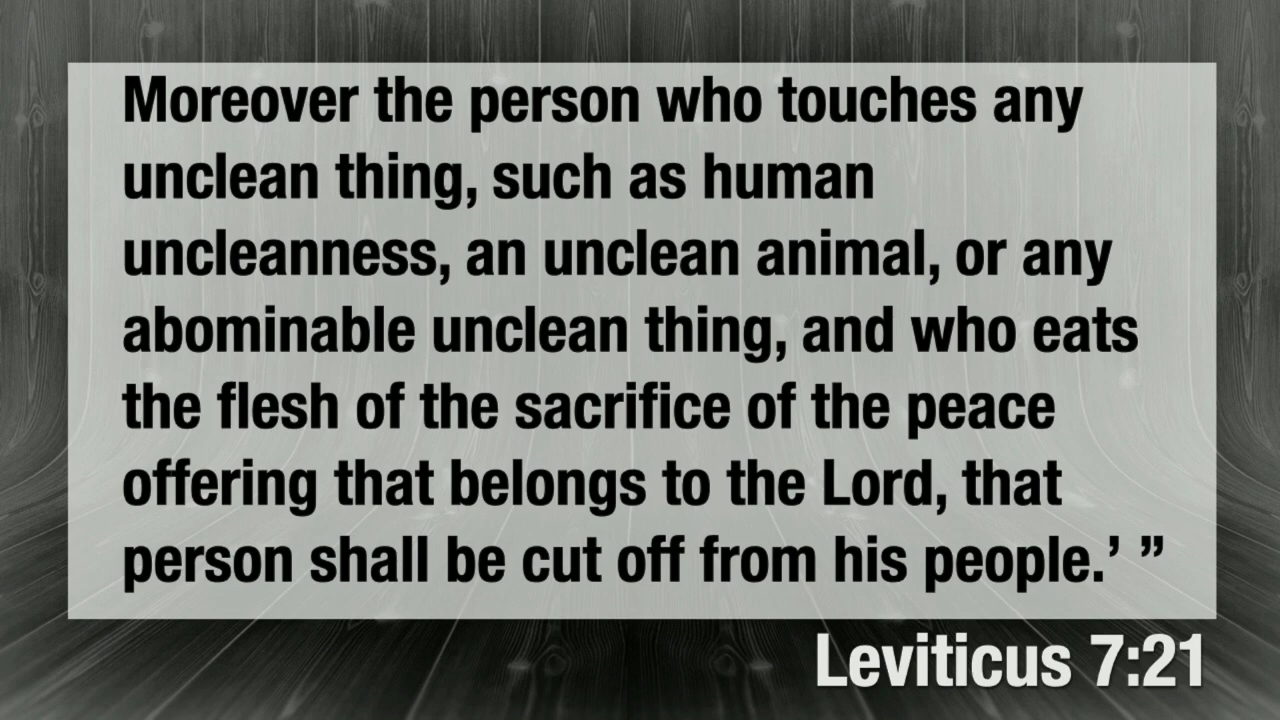 Moreover the person who touches any
unclean thing, such as human
uncleanness, an unclean animal, or any
abominable unclean thing, and who eats
the flesh of the sacrifice of the peace
offering that belongs to the Lord, that
person shall be cut off from his people.’ ”
Leviticus 7:21